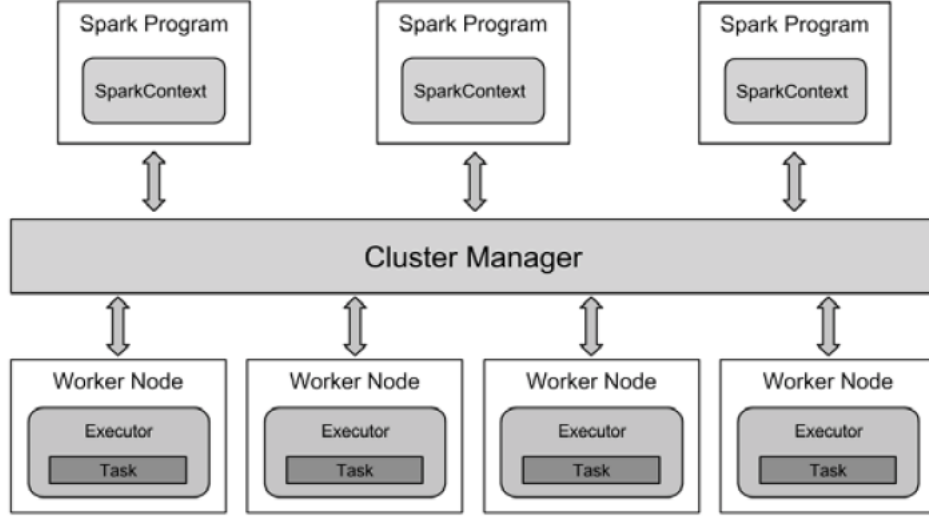 Spark Program
SparkContext
Spark Program
SparkContext
Spark Program
SparkContext
Cluster Manager
Worker Node
Executor
Task
Worker Node
Executor
Task
Worker Node
Executor
Task
Worker Node
Executor
Task